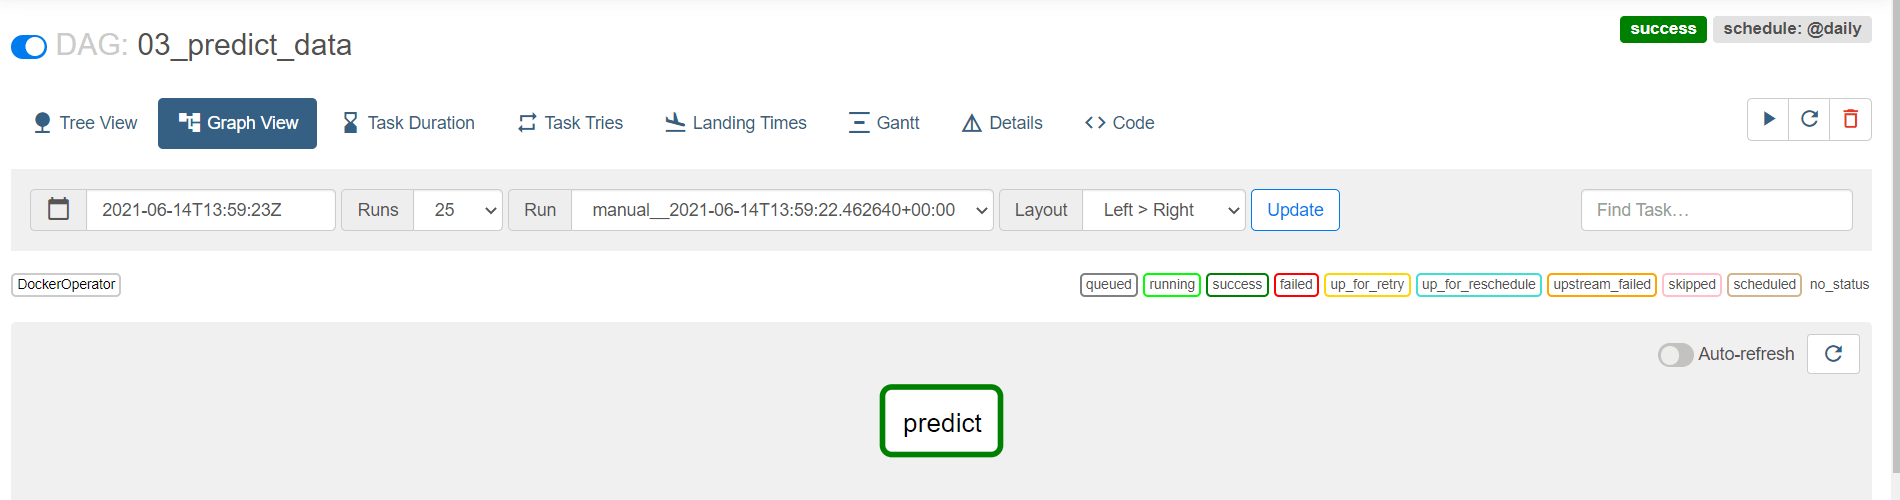 DAG: 03_predict_data
success
schedule: @daily
Tree View
Graph View
Task Duration
Task Tries
Landing Times
Gantt
Details
Code
2021-06-14T13:59:23Z
Runs
25
Run
manual__2021-06-14T13:59:22.462640+00:00
Layout
Left > Right
Update
Find Task...
DockerOperator
queued
running
success
failed
up_for_retry
up_for_reschedule
upstream_failed
skipped
scheduled
no_status
Auto-refresh
predict